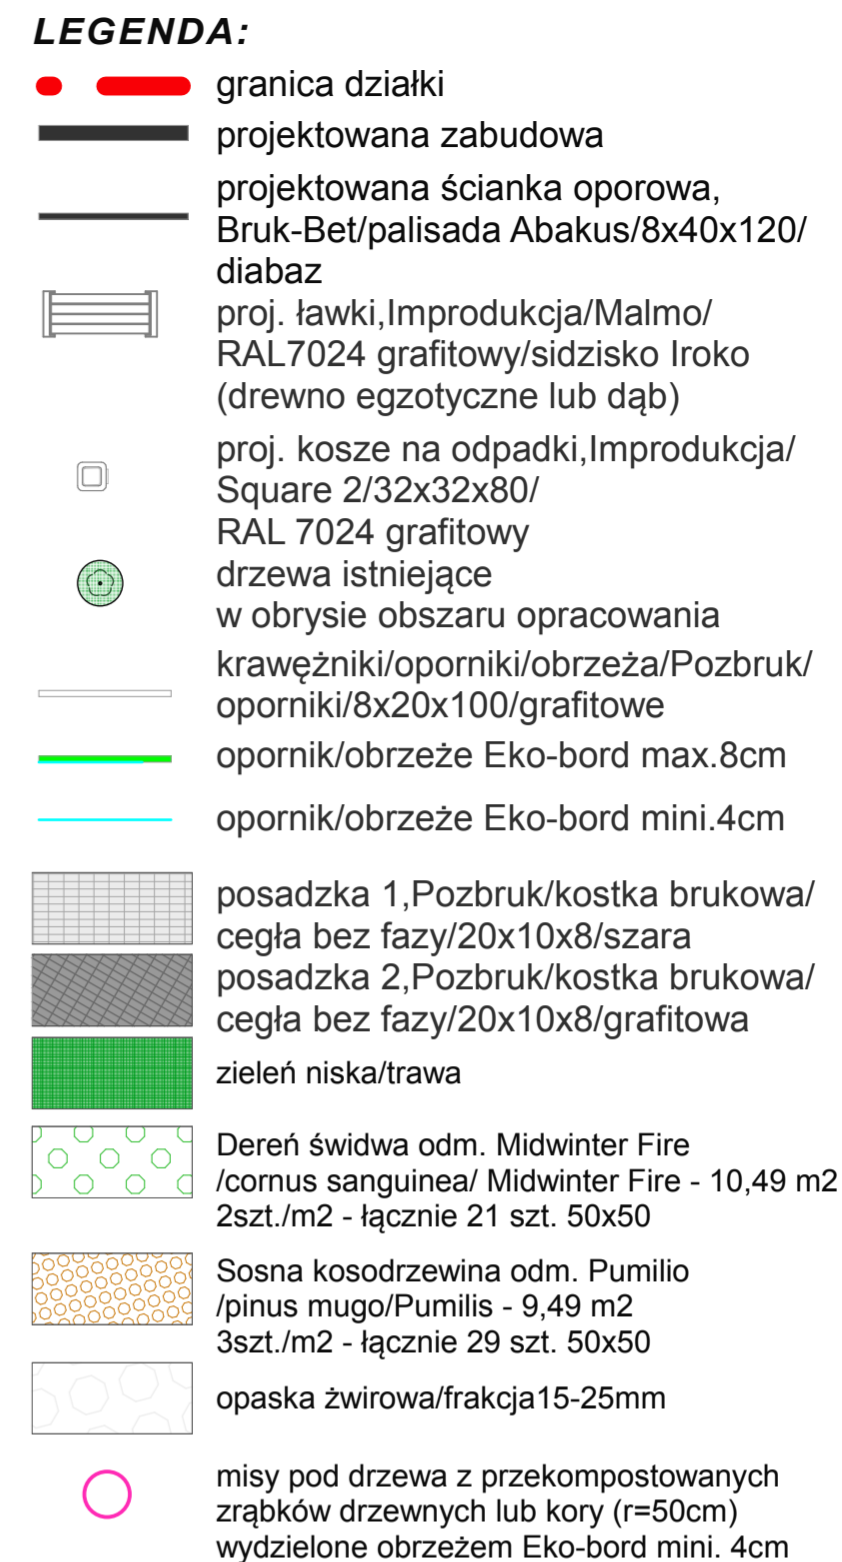 LEGENDA:
granica działki
projektowana zabudowa
projektowana ścianka oporowa,
Bruk-Bet/palisada Abakus/8x40x120/
diabaz
proj. ławki,Improdukcja/Malmo/
RAL7024 grafitowy/sidzisko Iroko
(drewno egzotyczne lub dąb)
proj. kosze na odpadki,Improdukcja/
Square 2/32x32x80/
RAL 7024 grafitowy
drzewa istniejące
w obrysie obszaru opracowania
krawężniki/oporniki/obrzeża/Pozbruk/
oporniki/8x20x100/grafitowe
opornik/obrzeże Eko-bord max.8cm
opornik/obrzeże Eko-bord mini.4cm
posadzka 1,Pozbruk/kostka brukowa/
cegła bez fazy/20x10x8/szara
posadzka 2,Pozbruk/kostka brukowa/
cegła bez fazy/20x10x8/grafitowa
zieleń niska/trawa
Dereń świdwa odm. Midwinter Fire
/cornus sanguinea/ Midwinter Fire - 10,49 m2
2szt./m2 - łącznie 21 szt. 50x50
Sosna kosodrzewina odm. Pumilio
/pinus mugo/Pumilis - 9,49 m2
3szt./m2 - łącznie 29 szt. 50x50
opaska żwirowa/frakcja15-25mm
misy pod drzewa z przekompostowanych
zrąbków drzewnych lub kory (r=50cm)
wydzielone obrzeżem Eko-bord mini. 4cm